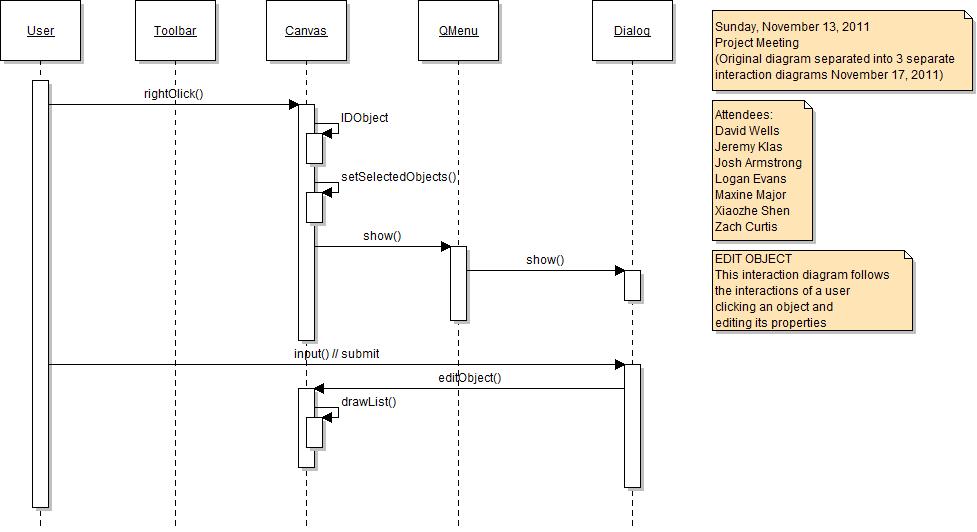 User
Toolbar
Canvas
QMenu
Dialog
Sunday, November 13, 2011
Project Meeting
(Original diagram separated into 3 separate
interaction diagrams November 17, 2011)
rightClick()
IDObject
setSelectedObjects()
show()
show()
Attendees:
David Wells
Jeremy Klas
Josh Armstrong
Logan Evans
Maxine Major
Xiaozhe Shen
Zach Curtis
EDIT OBJECT
This interaction diagram follows
the interactions of a user
clicking an object and
editing its properties
input() // submit
editObject()
drawList()